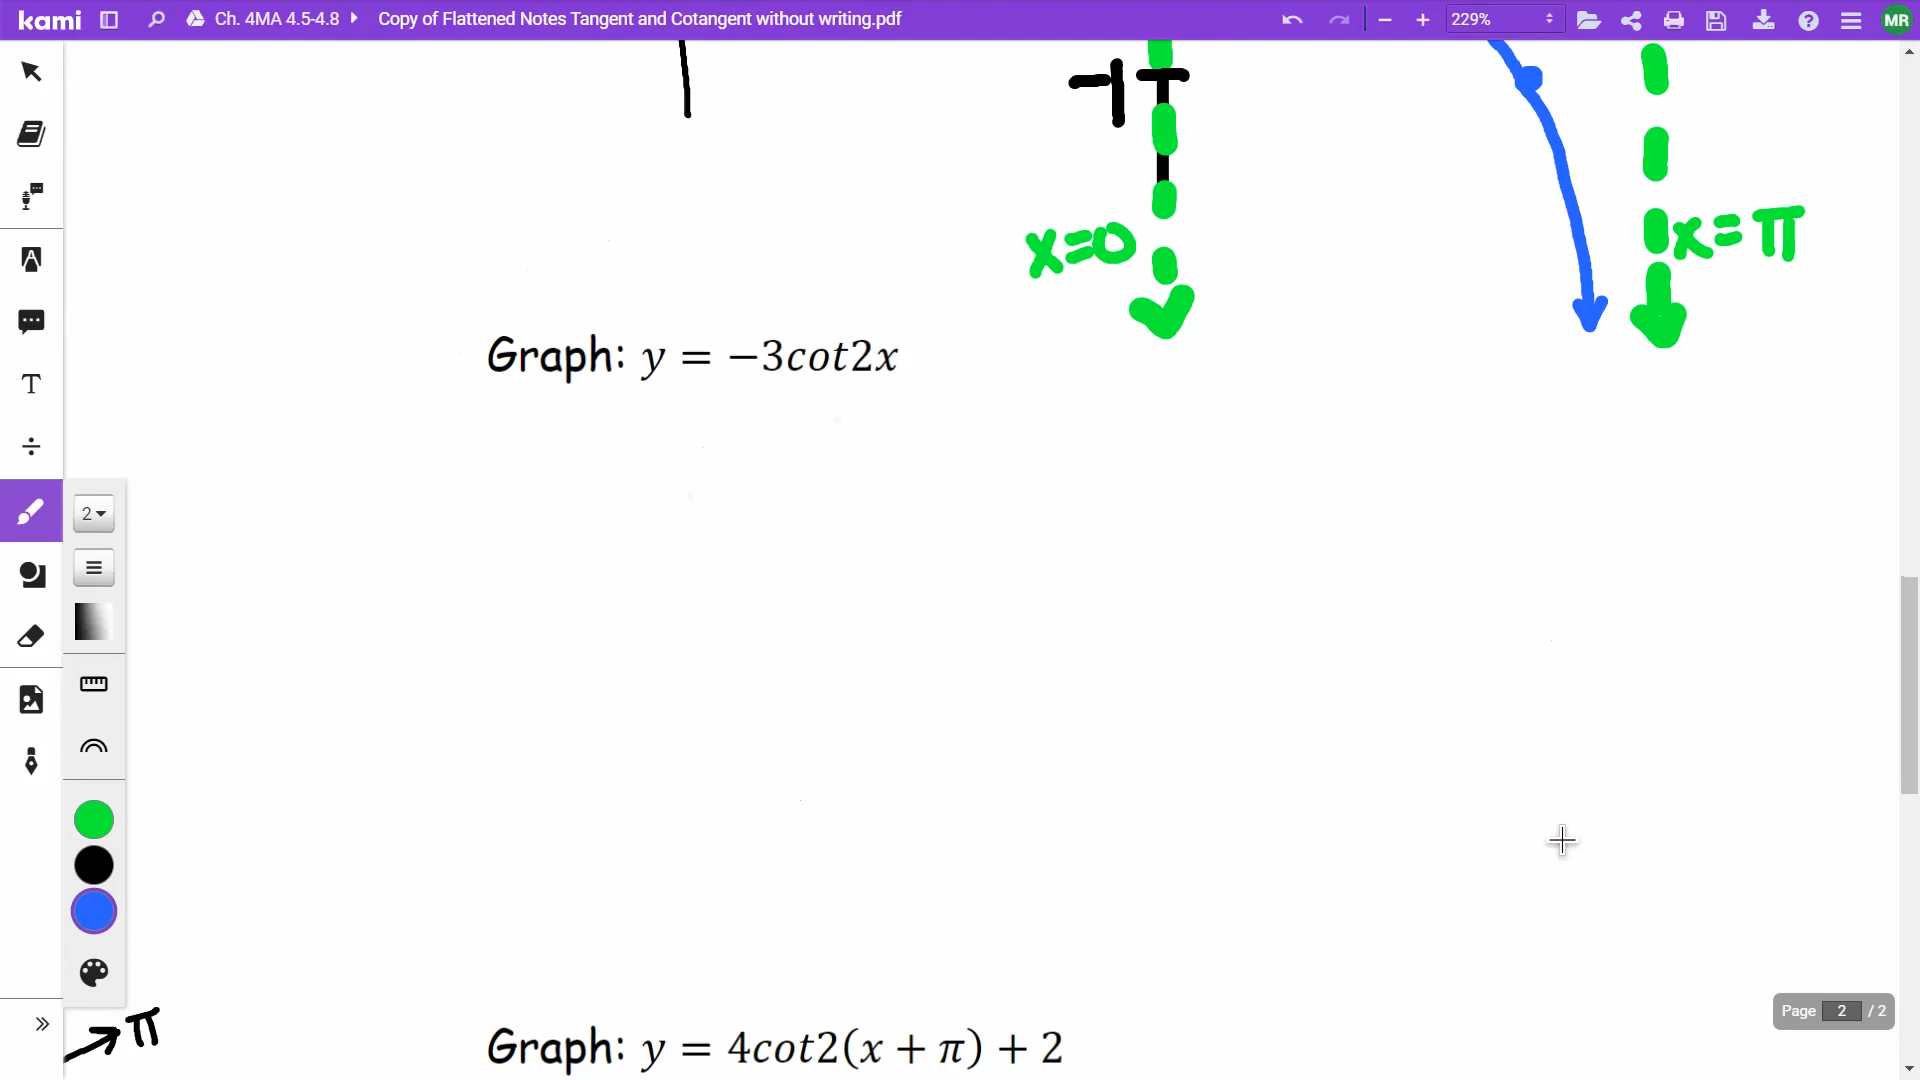 kami Ch. 4MA 4.5-4.8 Copy of Flattened Notes Tangent and Cotangent without writing.pdf 229% MR
-1
x=0
x=π
Graph: y = −3cot2x
T
2
π
Page 2 / 2
Graph: y = 4cot2(x + π) + 2